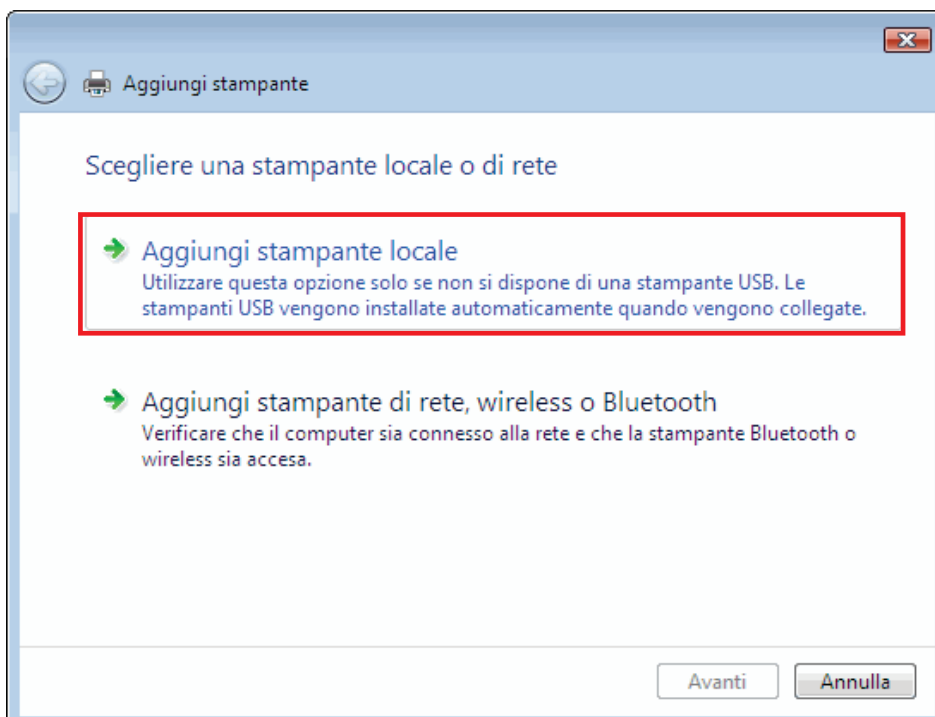 Aggiungi stampante
Scegliere una stampante locale o di rete
Aggiungi stampante locale
Utilizzare questa opzione solo se non si dispone di una stampante USB. Le
stampanti USB vengono installate automaticamente quando vengono collegate.
Aggiungi stampante di rete, wireless o Bluetooth
Verificare che il computer sia connesso alla rete e che la stampante Bluetooth o
wireless sia accesa.
Avanti
Annulla